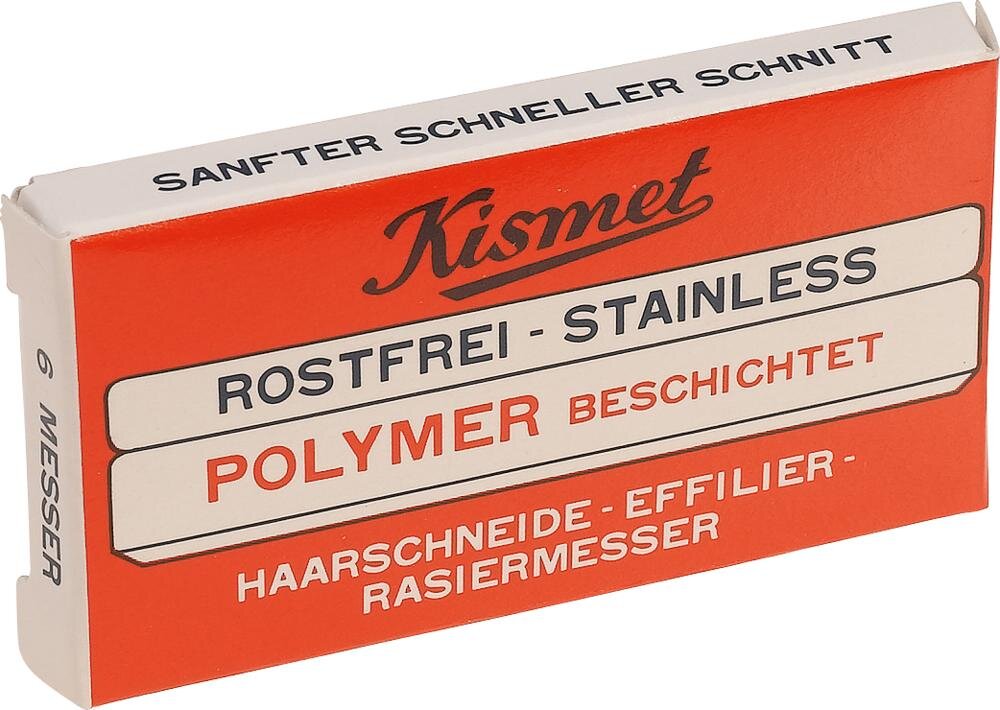 SANFTER SCHNELLER SCHNITT
Kismet
ROSTFREI - STAINLESS
POLYMER BESCHICHTET
HAARSCHNEIDE - EFFILIER -
RASIERMESSER
6 MESSER